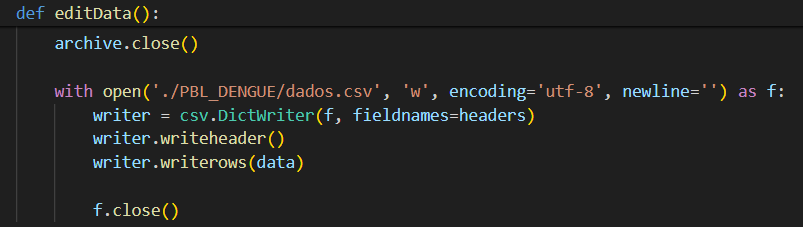 def editData():
archive.close()
with open('./PBL_DENGUE/dados.csv', 'w', encoding='utf-8', newline='') as f:
writer = csv.DictWriter(f, fieldnames=headers)
writer.writeheader()
writer.writerows(data)
f.close()